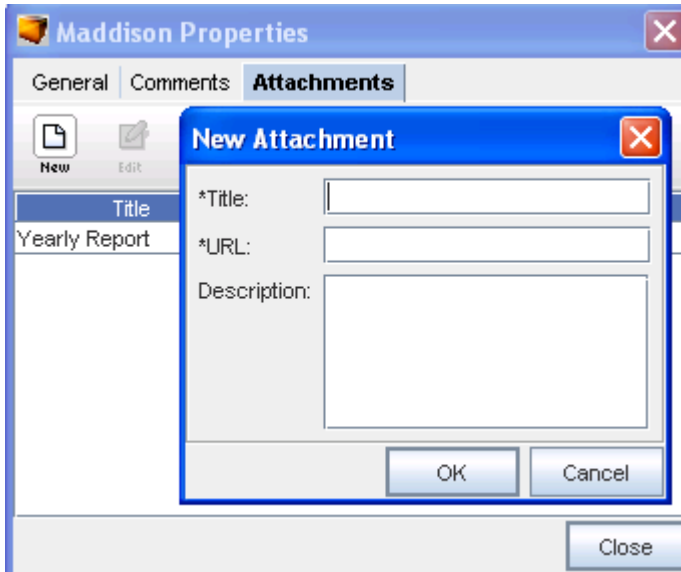 Maddison Properties
General Comments Attachments
New Edit
New Attachment
Title
Yearly Report
*Title:
*URL:
Description:
OK Cancel
Close